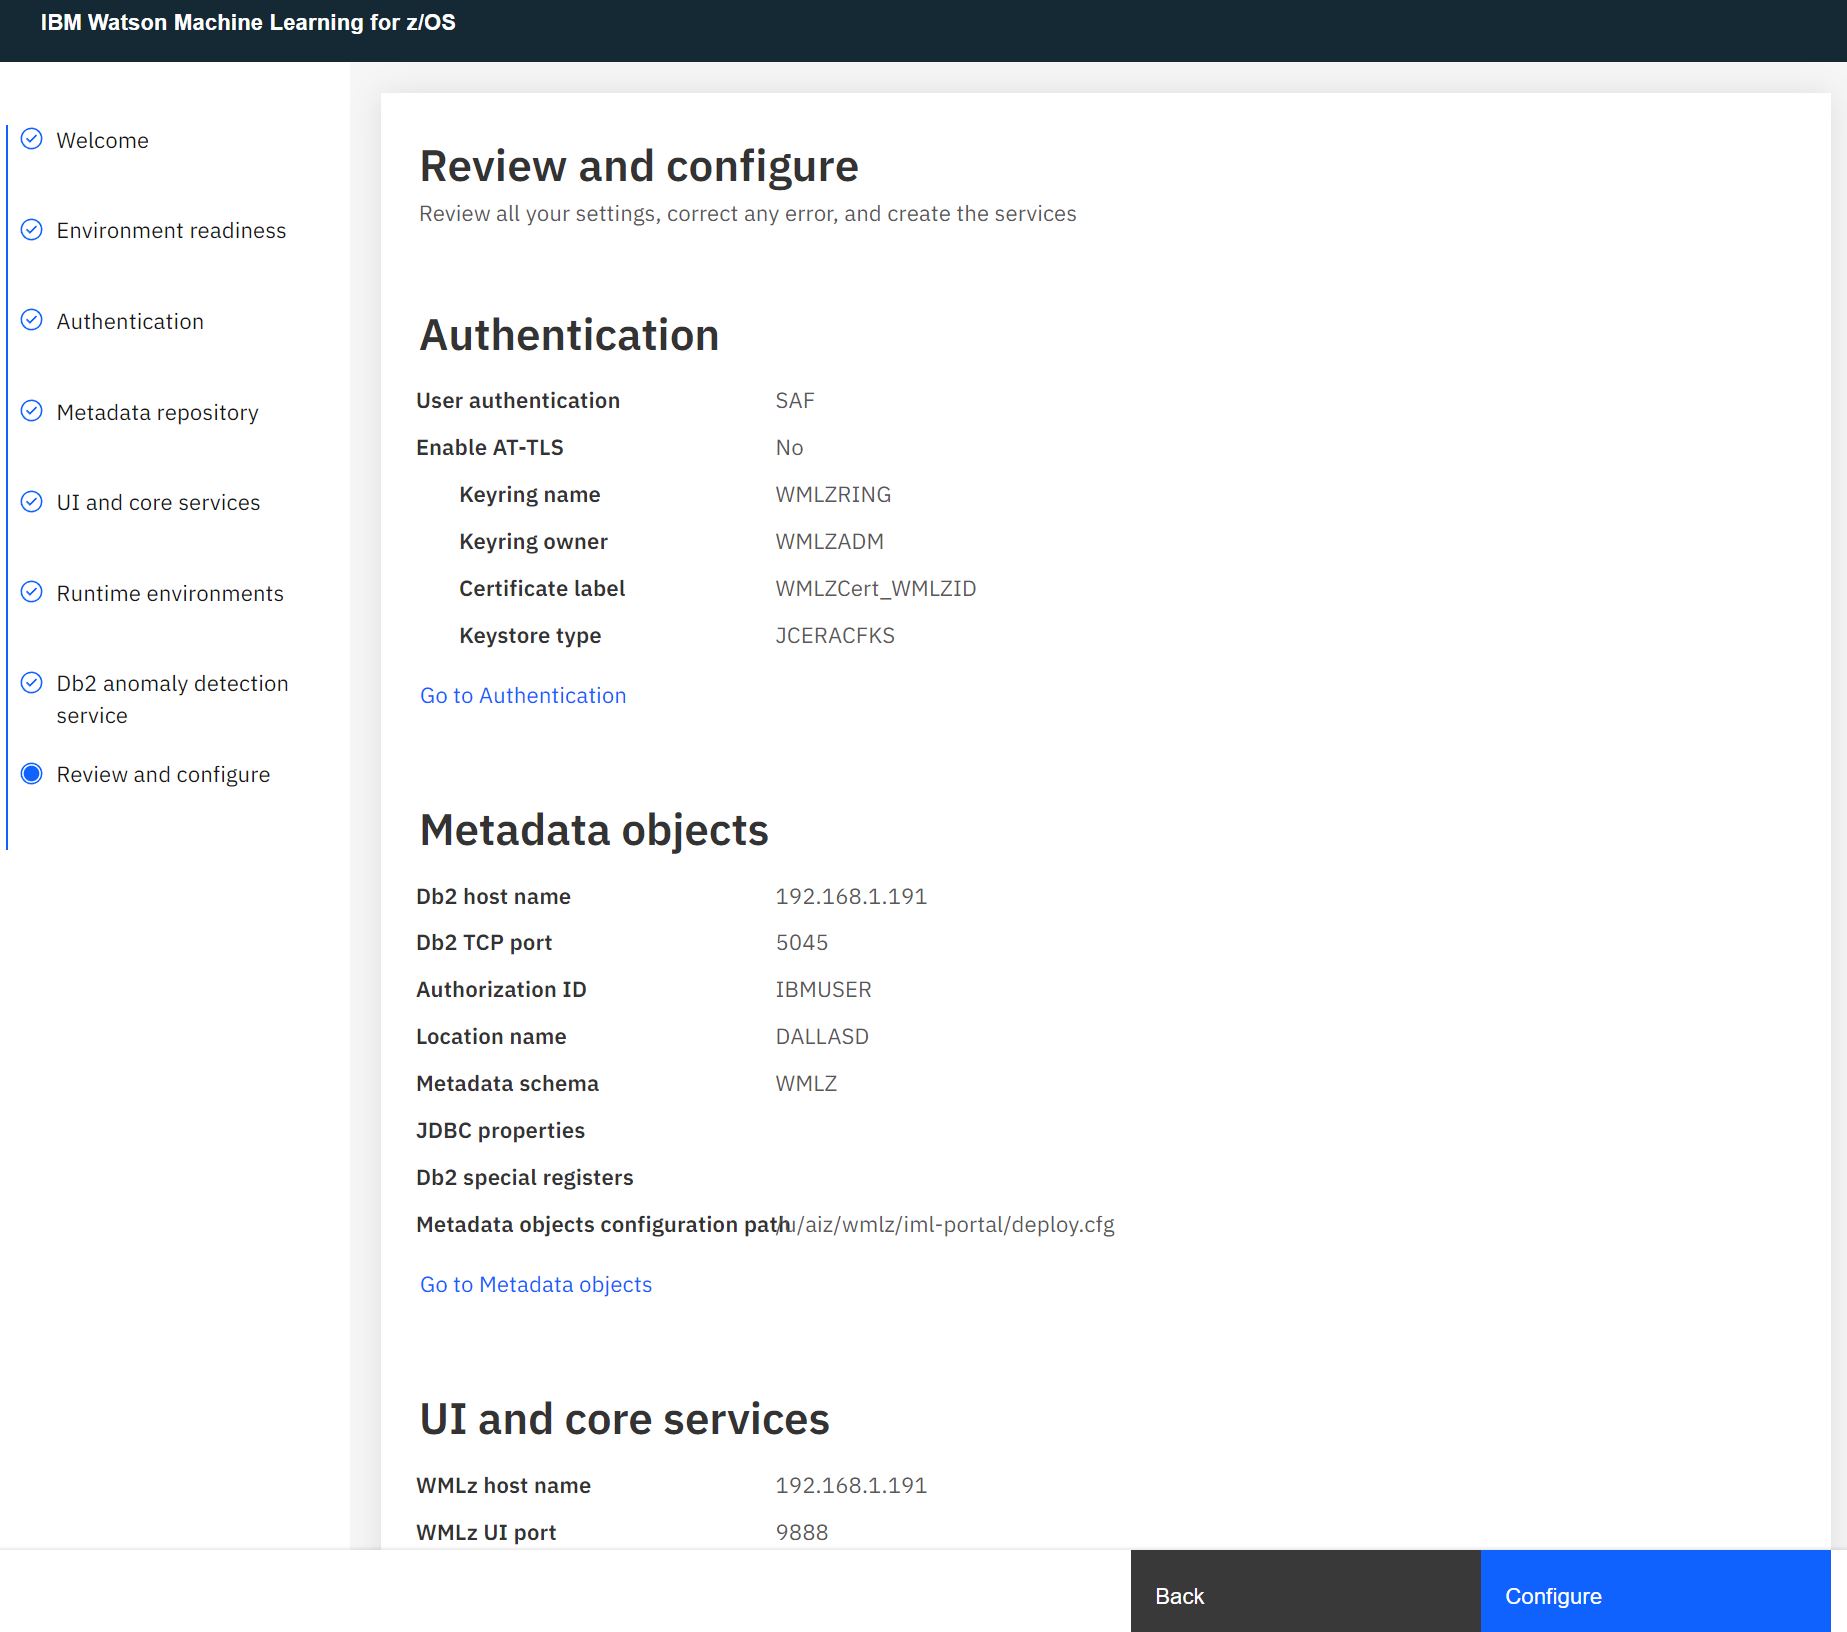 IBM Watson Machine Learning for z/OS
Welcome
Environment readiness
Authentication
Metadata repository
UI and core services
Runtime environments
Db2 anomaly detection
service
Review and configure
Review and configure
Review all your settings, correct any error, and create the services
Authentication
User authentication SAF
Enable AT-TLS No
Keyring name WMLZRING
Keyring owner WMLZADM
Certificate label WMLZCert_WMLZID
Keystore type JCERACFKS
Go to Authentication
Metadata objects
Db2 host name 192.168.1.191
Db2 TCP port 5045
Authorization ID IBMUSER
Location name DALLASD
Metadata schema WMLZ
JDBC properties
Db2 special registers
Metadata objects configuration path /u/aiz/wmlz/iml-portal/deploy.cfg
Go to Metadata objects
UI and core services
WMLz host name 192.168.1.191
WMLz UI port 9888
Back Configure